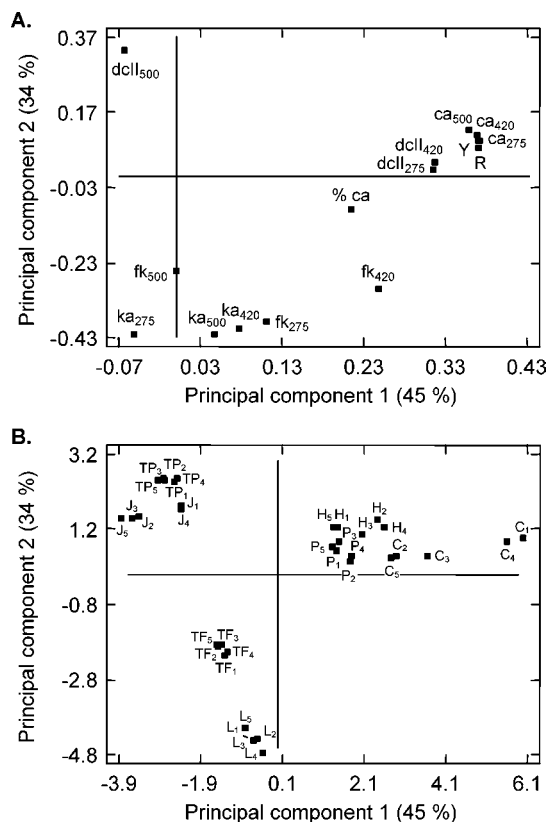 A.
0.37
dcII500
0.17
ca500 ca420
ca275
Y R
dcII420
dcII275
-0.03
% ca
-0.23
fk500
fk420
ka275
ka500
ka420
fk275
-0.43
Principal component 2 (34 %)
-0.07 0.03 0.13 0.23 0.33 0.43
Principal component 1 (45 %)
B.
3.2
TP3 TP2
TP5 TP4
TP1
J3 J1
J5 J2 J4
1.2
H5 H1 H2
P3 H3 H4 C1
P5 P4 C2 C3 C4
P1 C5
P2
-0.8
TF5 TF3
TF2 TF4
TF1
-2.8
L5
L1 L2
L3
L4
-4.8
Principal component 2 (34 %)
-3.9 -1.9 0.1 2.1 4.1 6.1
Principal component 1 (45 %)